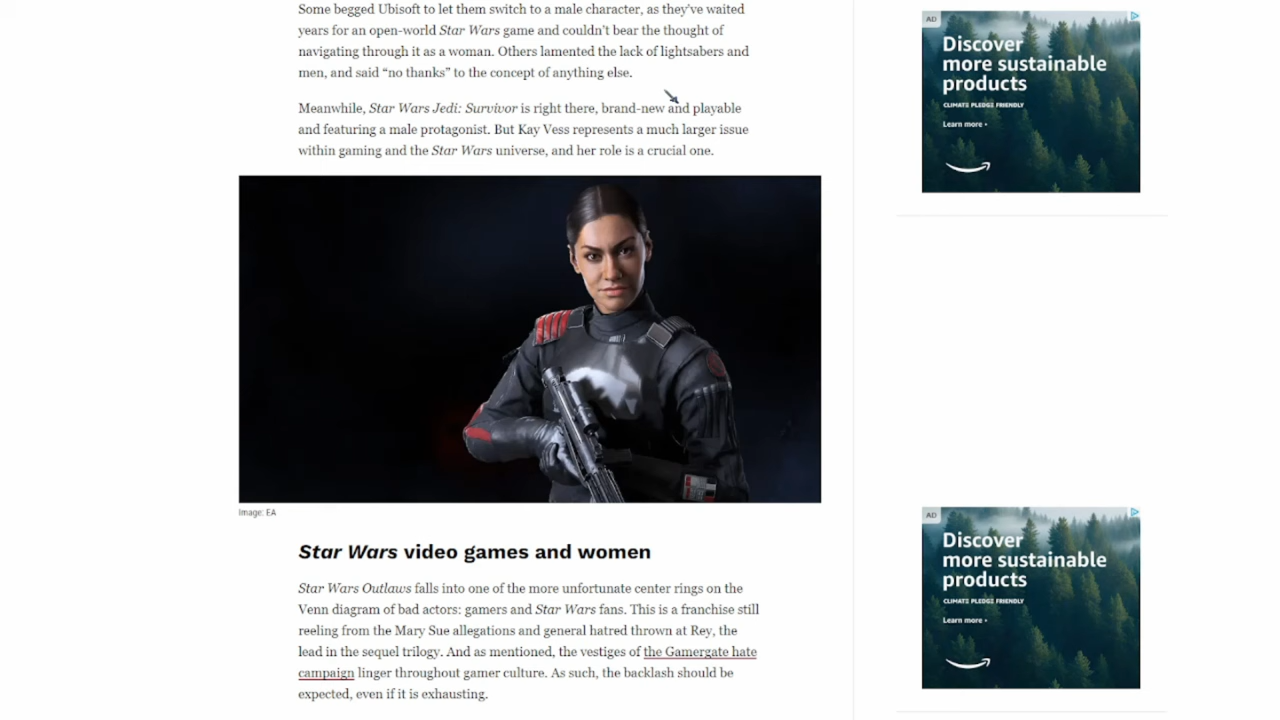 Some begged Ubisoft to let them switch to a male character, as they've waited
years for an open-world Star Wars game and couldn't bear the thought of
navigating through it as a woman. Others lamented the lack of lightsabers and
men, and said “no thanks” to the concept of anything else.
Meanwhile, Star Wars Jedi: Survivor is right there, brand-new and playable
and featuring a male protagonist. But Kay Vess represents a much larger issue
within gaming and the Star Wars universe, and her role is a crucial one.
Image: EA
Star Wars video games and women
Star Wars Outlaws falls into one of the more unfortunate center rings on the
Venn diagram of bad actors: gamers and Star Wars fans. This is a franchise still
reeling from the Mary Sue allegations and general hatred thrown at Rey, the
lead in the sequel trilogy. And as mentioned, the vestiges of the Gamergate hate
campaign linger throughout gamer culture. As such, the backlash should be
expected, even if it is exhausting.
AD
Discover
more sustainable
products
CLIMATE PLEDGE FRIENDLY
Learn more ›
AD
Discover
more sustainable
products
CLIMATE PLEDGE FRIENDLY
Learn more ›